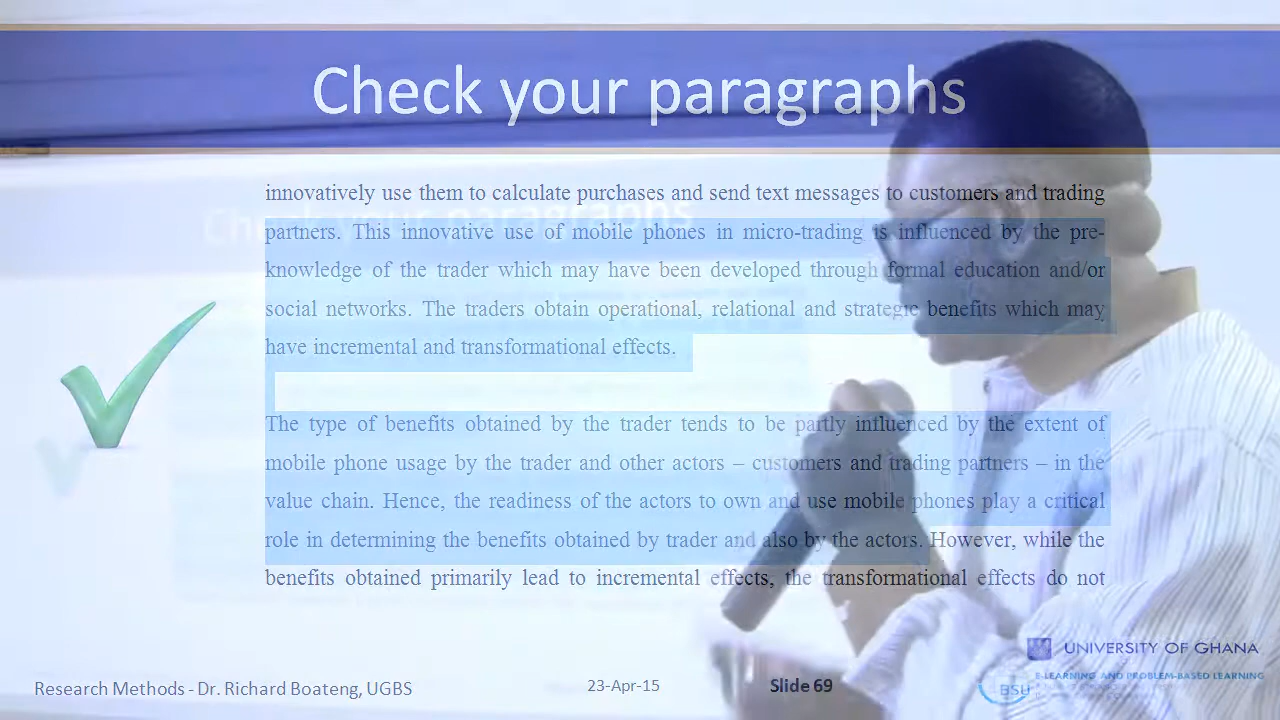 Check your paragraphs
innovatively use them to calculate purchases and send text messages to customers and trading
partners. This innovative use of mobile phones in micro-trading is influenced by the pre-
knowledge of the trader which may have been developed through formal education and/or
social networks. The traders obtain operational, relational and strategic benefits which may
have incremental and transformational effects.
The type of benefits obtained by the trader tends to be partly influenced by the extent of
mobile phone usage by the trader and other actors – customers and trading partners – in the
value chain. Hence, the readiness of the actors to own and use mobile phones play a critical
role in determining the benefits obtained by trader and also by the actors. However, while the
benefits obtained primarily lead to incremental effects, the transformational effects do not
UNIVERSITY OF GHANA
E-LEARNING AND PROBLEM-BASED LEARNING
BSU
Research Methods - Dr. Richard Boateng, UGBS
23-Apr-15
Slide 69